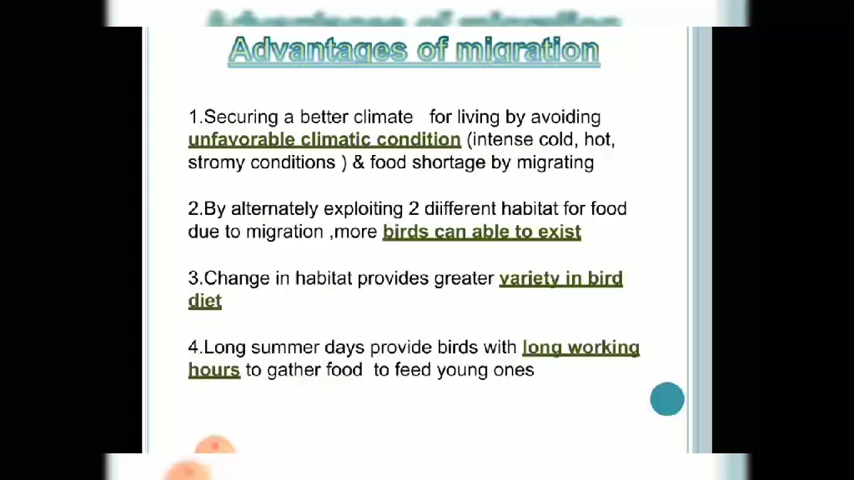 Advantages of migration
1.Securing a better climate for living by avoiding
unfavorable climatic condition (intense cold, hot,
stromy conditions ) & food shortage by migrating
2.By alternately exploiting 2 diifferent habitat for food
due to migration ,more birds can able to exist
3.Change in habitat provides greater variety in bird
diet
4.Long summer days provide birds with long working
hours to gather food to feed young ones